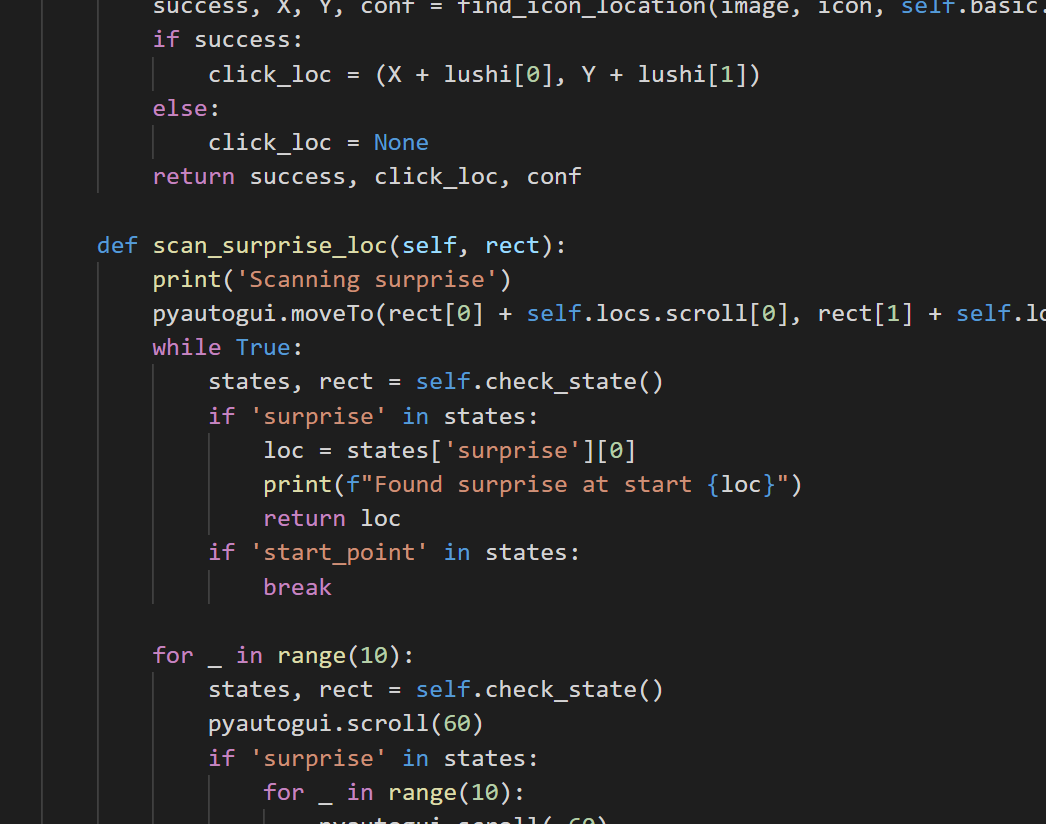 success, X, Y, conf = find_icon_location(image, icon, self.basic.
if success:
click_loc = (X + lushi[0], Y + lushi[1])
else:
click_loc = None
return success, click_loc, conf
def scan_surprise_loc(self, rect):
print('Scanning surprise')
pyautogui.moveTo(rect[0] + self.locs.scroll[0], rect[1] + self.lo
while True:
states, rect = self.check_state()
if 'surprise' in states:
loc = states['surprise'][0]
print(f"Found surprise at start {loc}")
return loc
if 'start_point' in states:
break
for _ in range(10):
states, rect = self.check_state()
pyautogui.scroll(60)
if 'surprise' in states:
for _ in range(10):
pyautogui.scroll(-60)